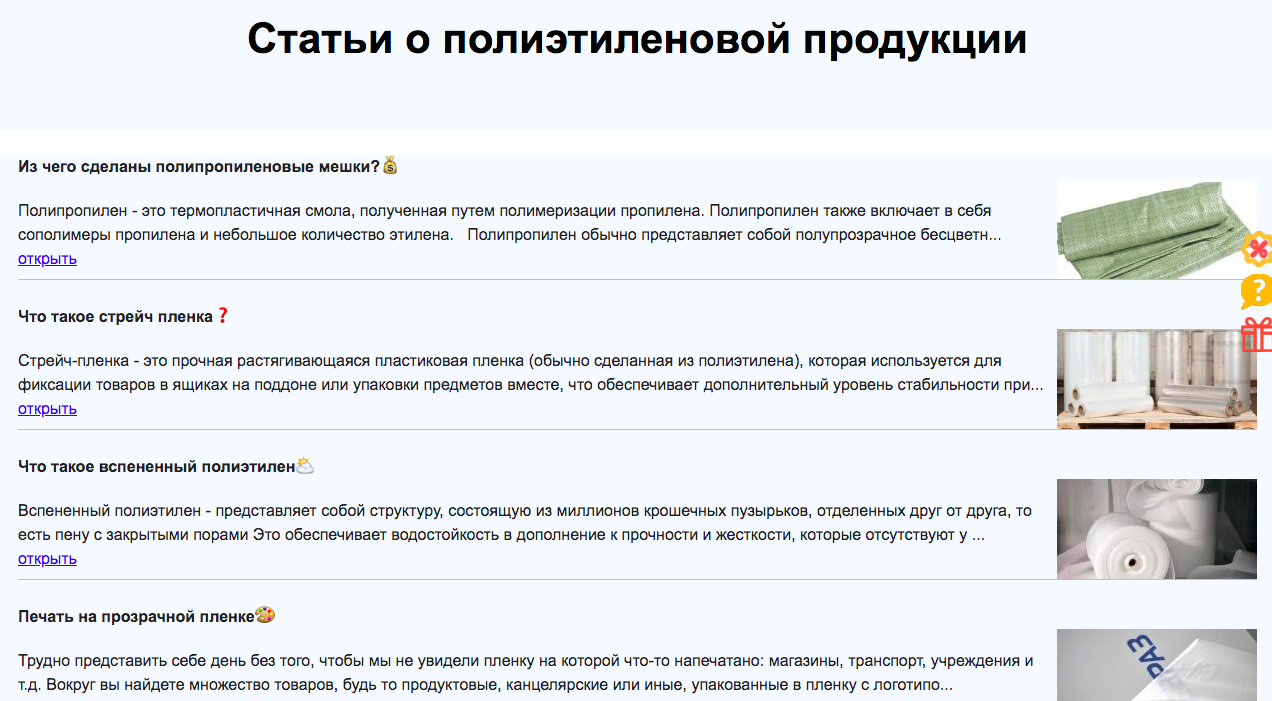 Статьи о полиэтиленовой продукции
Из чего сделаны полипропиленовые мешки?💰
Полипропилен - это термопластичная смола, полученная путем полимеризации пропилена. Полипропилен также включает в себя
сополимеры пропилена и небольшое количество этилена.   Полипропилен обычно представляет собой полупрозрачное бесцветн...
открыть
Что такое стрейч пленка❓
Стрейч-пленка - это прочная растягивающаяся пластиковая пленка (обычно сделанная из полиэтилена), которая используется для
фиксации товаров в ящиках на поддоне или упаковки предметов вместе, что обеспечивает дополнительный уровень стабильности при...
открыть
Что такое вспененный полиэтилен⛅
Вспененный полиэтилен - представляет собой структуру, состоящую из миллионов крошечных пузырьков, отделенных друг от друга, то
есть пену с закрытыми порами Это обеспечивает водостойкость в дополнение к прочности и жесткости, которые отсутствуют у ...
открыть
Печать на прозрачной пленке🎨
Трудно представить себе день без того, чтобы мы не увидели пленку на которой что-то напечатано: магазины, транспорт, учреждения и
т.д. Вокруг вы найдете множество товаров, будь то продуктовые, канцелярские или иные, упакованные в пленку с логотипо...